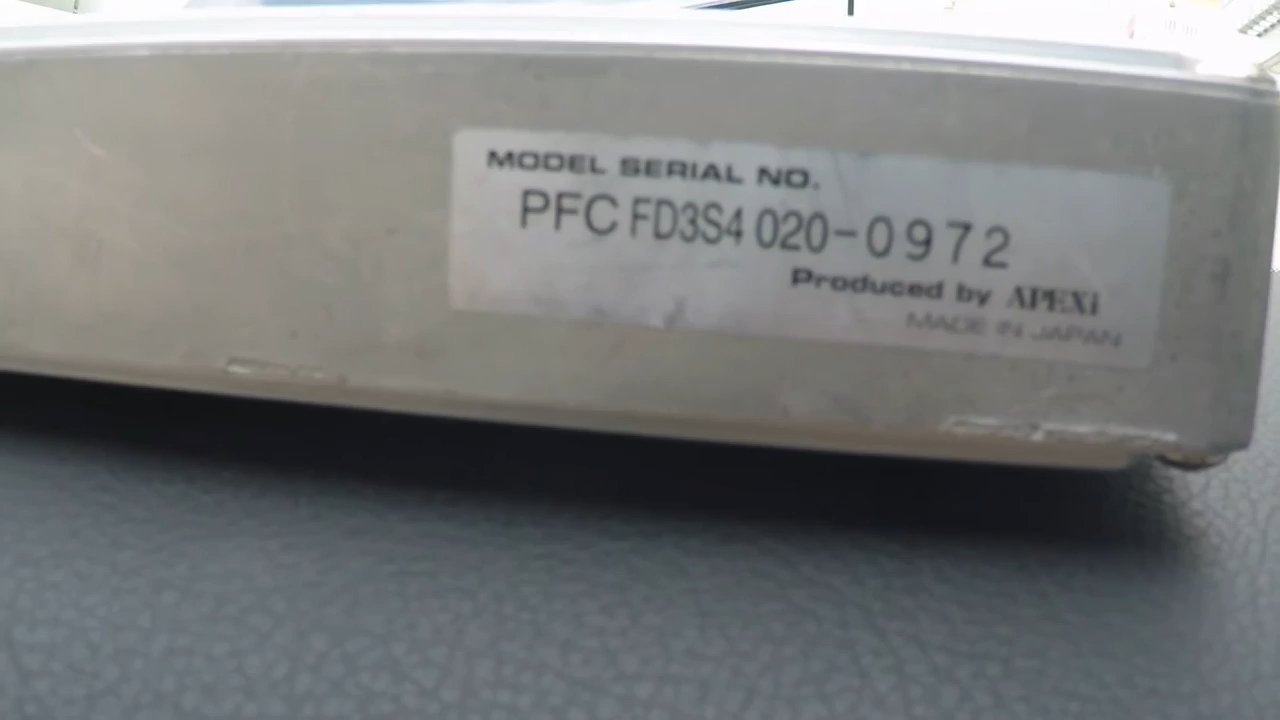 MODEL SERIAL NO.
PFC FD3S4 020-0972
Produced by APEXi
MADE IN JAPAN